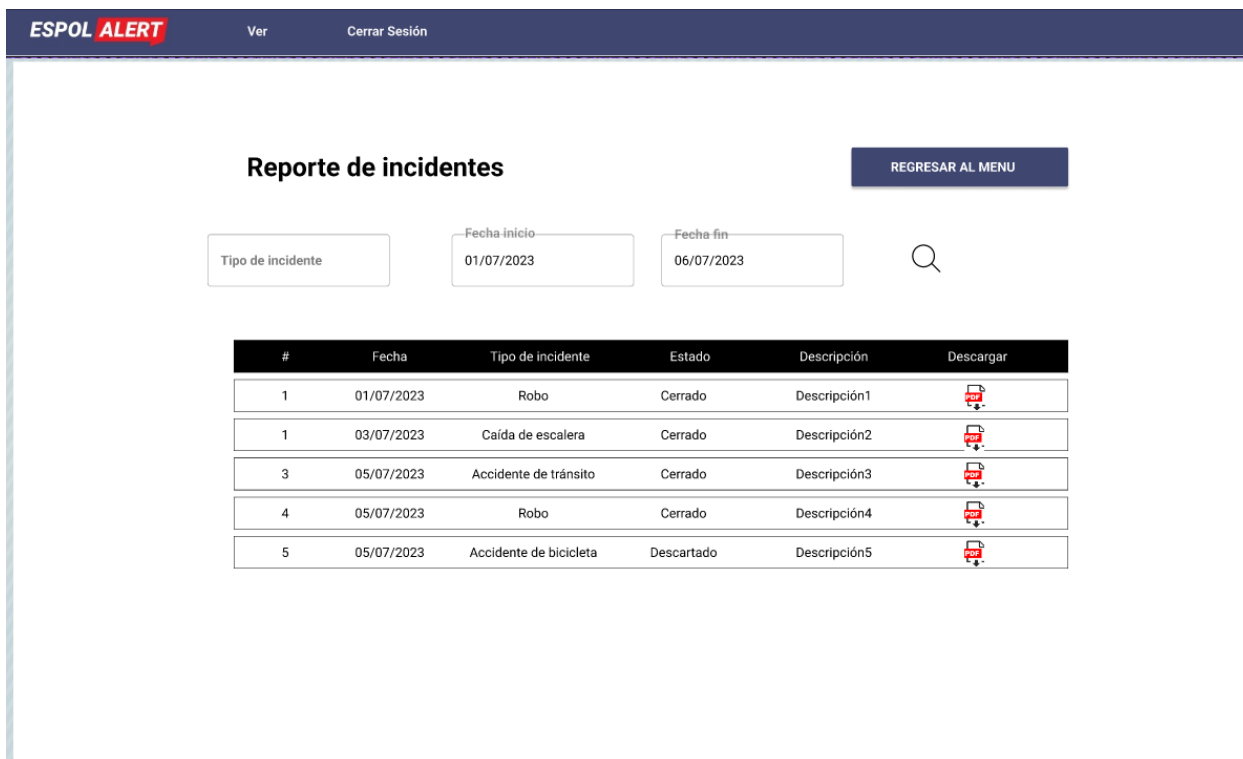 ESPOL ALERT Ver Cerrar Sesión
Reporte de incidentes REGRESAR AL MENU
Fecha inicio Fecha fin
Tipo de incidente 01/07/2023 06/07/2023
# Fecha Tipo de incidente Estado Descripción Descargar
1 01/07/2023 Robo Cerrado Descripción1 PDF
1 03/07/2023 Caída de escalera Cerrado Descripción2 PDF
3 05/07/2023 Accidente de tránsito Cerrado Descripción3 PDF
4 05/07/2023 Robo Cerrado Descripción4 PDF
5 05/07/2023 Accidente de bicicleta Descartado Descripción5 PDF